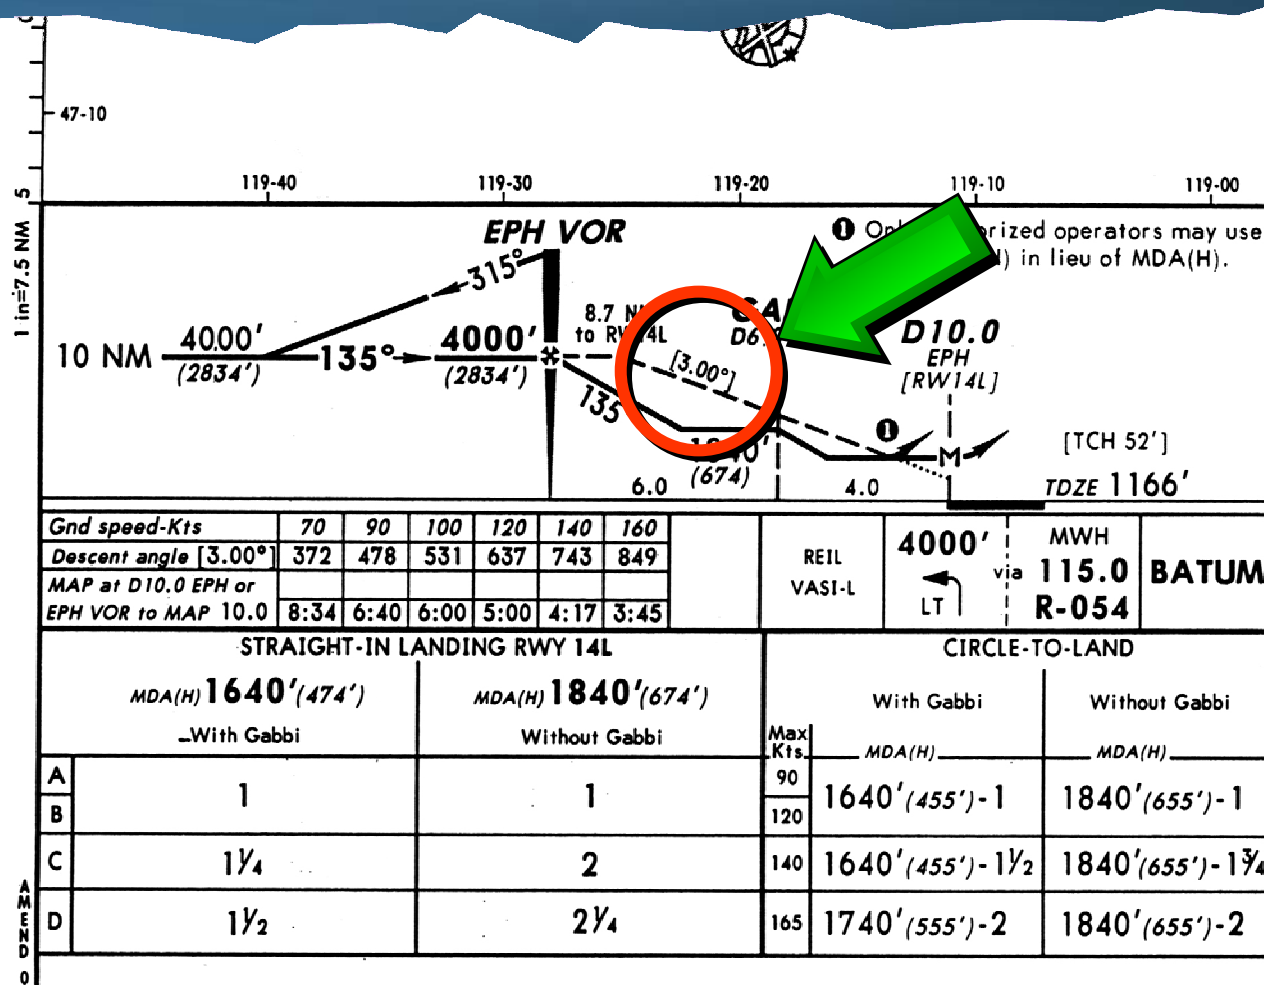 47-10
119-40 119-30 119-20 119-10 119-00
5
1 in=7.5 NM
EPH VOR
❶ rized operators may use
) in lieu of MDA(H).
315°
8.7
to
D10.0
EPH
[RW14L]
10 NM 4000' 135° 4000'
(2834') (2834')
[3.00°]
135
❶
M
[TCH 52']
(674)
6.0 4.0
TDZE 1166'
Gnd speed-Kts 70 90 100 120 140 160
Descent angle [3.00°] 372 478 531 637 743 849
MAP at D10.0 EPH or
EPH VOR to MAP 10.0 8:34 6:40 6:00 5:00 4:17 3:45
REIL
VASI-L
4000'
LT
via
MWH
115.0
R-054
BATUM
STRAIGHT-IN LANDING RWY 14L CIRCLE-TO-LAND
MDA(H) 1640'(474') MDA(H) 1840'(674')
With Gabbi Without Gabbi
With Gabbi Without Gabbi
Max
Kts MDA(H) MDA(H)
A
B
1 1
90
120
1640'(455')-1 1840'(655')-1
C 1¼ 2 140 1640'(455')-1½ 1840'(655')-1¾
D 1½ 2¼ 165 1740'(555')-2 1840'(655')-2
AMEND 0